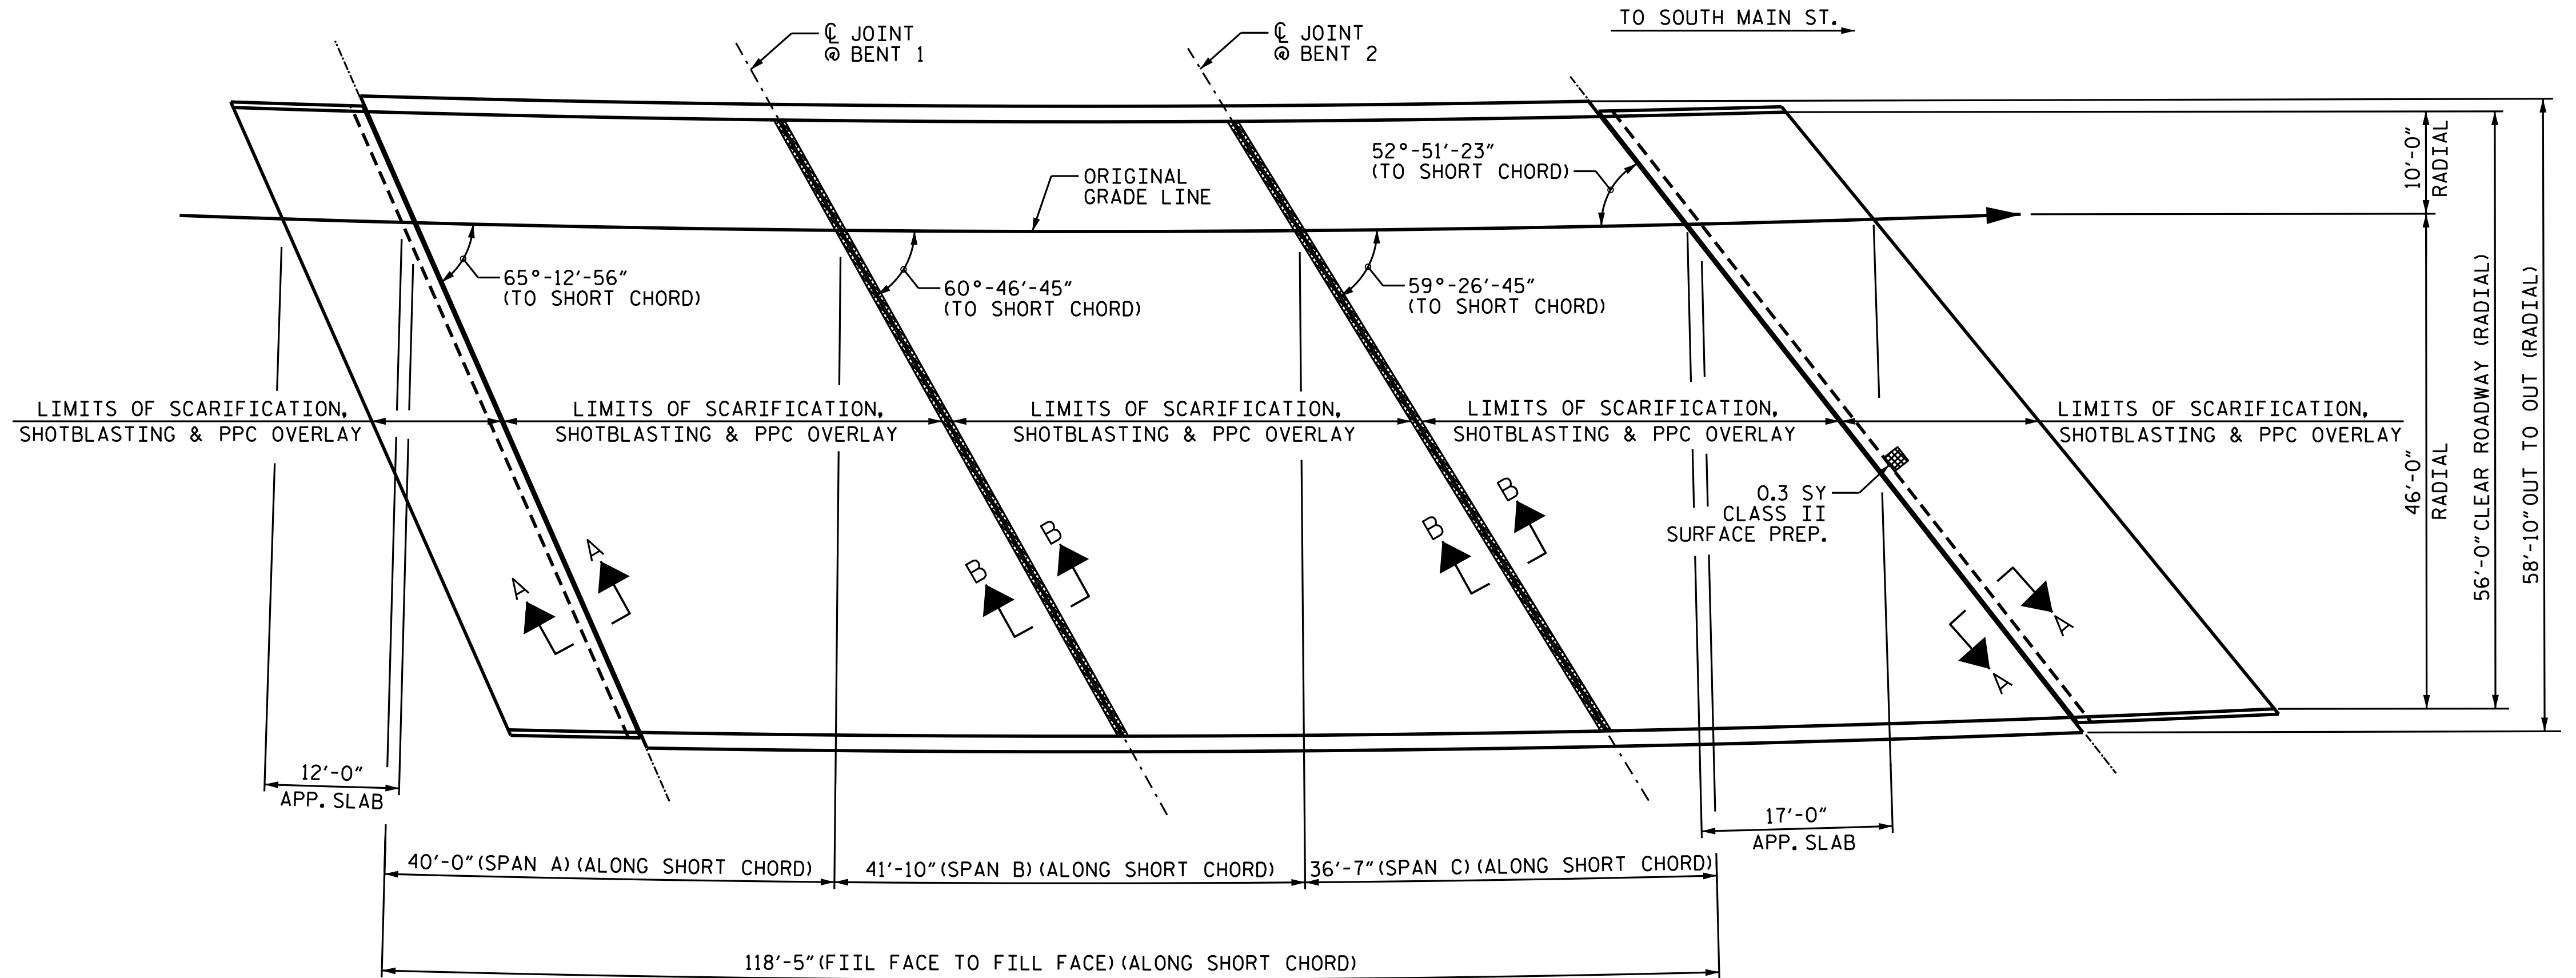 TO SOUTH MAIN ST.
℄ JOINT
@ BENT 1
℄ JOINT
@ BENT 2
52°-51'-23"
(TO SHORT CHORD)
ORIGINAL
GRADE LINE
10'-0"
RADIAL
65°-12'-56"
(TO SHORT CHORD)
60°-46'-45"
(TO SHORT CHORD)
59°-26'-45"
(TO SHORT CHORD)
LIMITS OF SCARIFICATION,
SHOTBLASTING & PPC OVERLAY
LIMITS OF SCARIFICATION,
SHOTBLASTING & PPC OVERLAY
LIMITS OF SCARIFICATION,
SHOTBLASTING & PPC OVERLAY
LIMITS OF SCARIFICATION,
SHOTBLASTING & PPC OVERLAY
LIMITS OF SCARIFICATION,
SHOTBLASTING & PPC OVERLAY
46'-0"
RADIAL
56'-0" CLEAR ROADWAY (RADIAL)
58'-10" OUT TO OUT (RADIAL)
0.3 SY
CLASS II
SURFACE PREP.
A
A
B
B
B
B
A
A
12'-0"
APP. SLAB
17'-0"
APP. SLAB
40'-0" (SPAN A) (ALONG SHORT CHORD)
41'-10" (SPAN B) (ALONG SHORT CHORD)
36'-7" (SPAN C) (ALONG SHORT CHORD)
118'-5" (FIIL FACE TO FILL FACE) (ALONG SHORT CHORD)